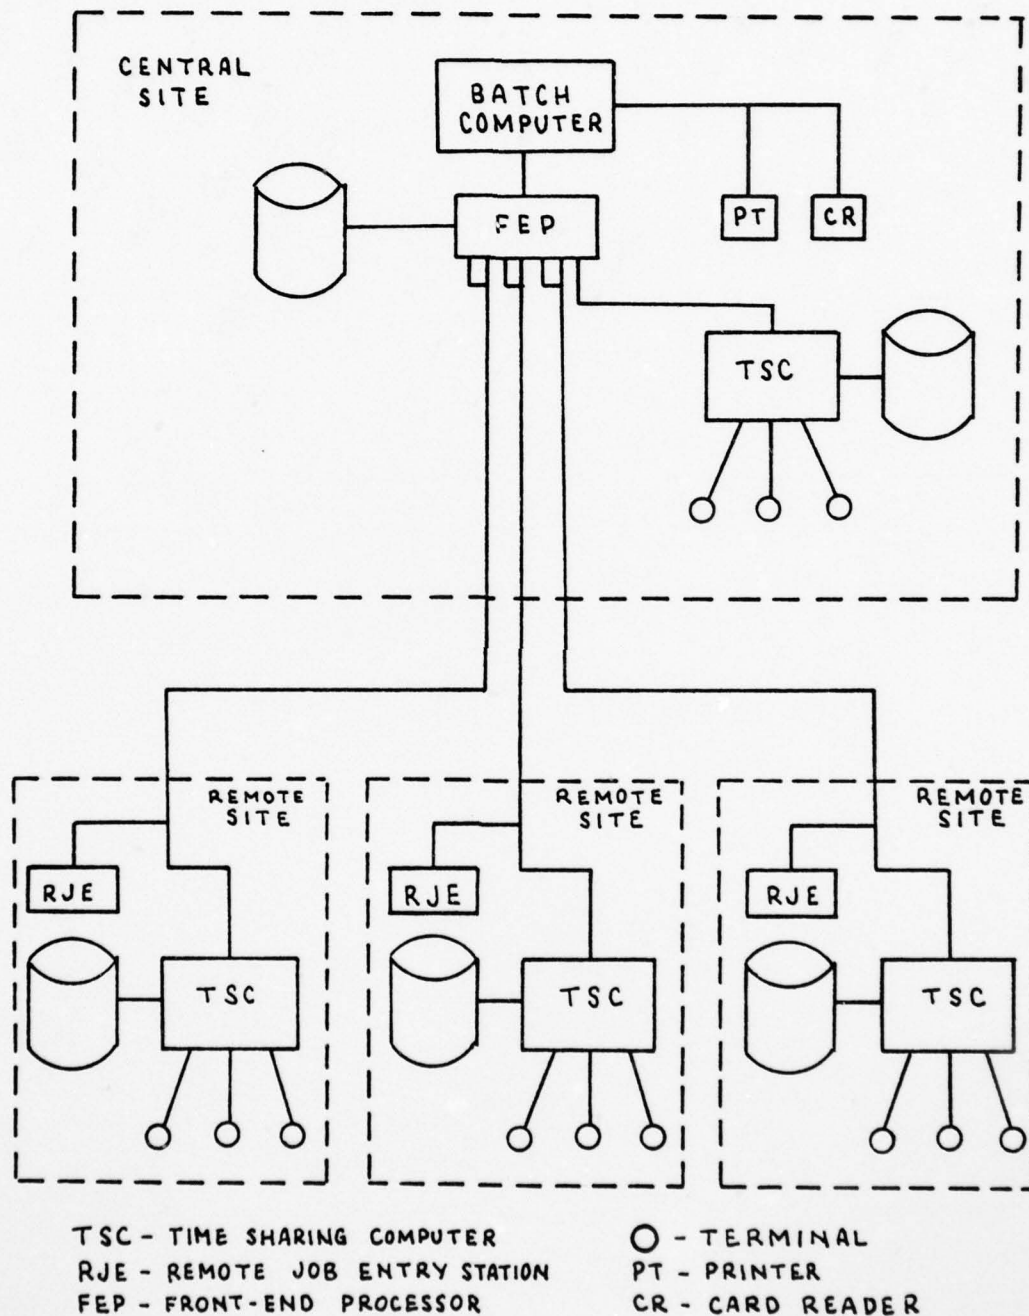 CENTRAL
SITE
BATCH
COMPUTER
FEP
PT
CR
TSC
REMOTE
SITE
RJE
TSC
REMOTE
SITE
RJE
TSC
REMOTE
SITE
RJE
TSC
TSC - TIME SHARING COMPUTER
RJE - REMOTE JOB ENTRY STATION
FEP - FRONT-END PROCESSOR
- TERMINAL
PT - PRINTER
CR - CARD READER